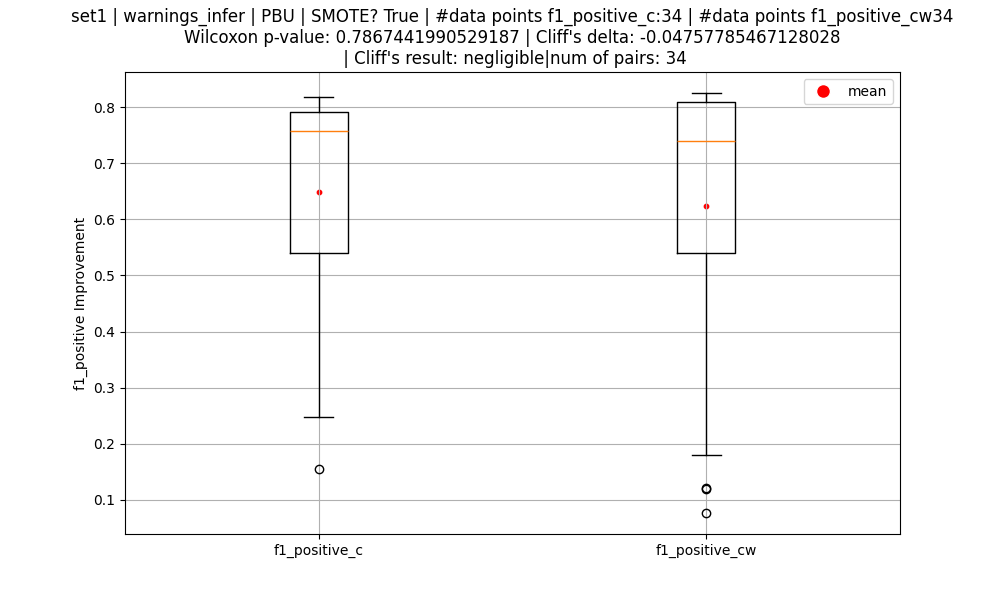 set1 | warnings_infer | PBU | SMOTE? True | #data points f1_positive_c:34 | #data points f1_positive_cw34
Wilcoxon p-value: 0.7867441990529187 | Cliff's delta: -0.04757785467128028
| Cliff's result: negligible|num of pairs: 34
mean
f1_positive Improvement
0.8
0.7
0.6
0.5
0.4
0.3
0.2
0.1
f1_positive_c
f1_positive_cw